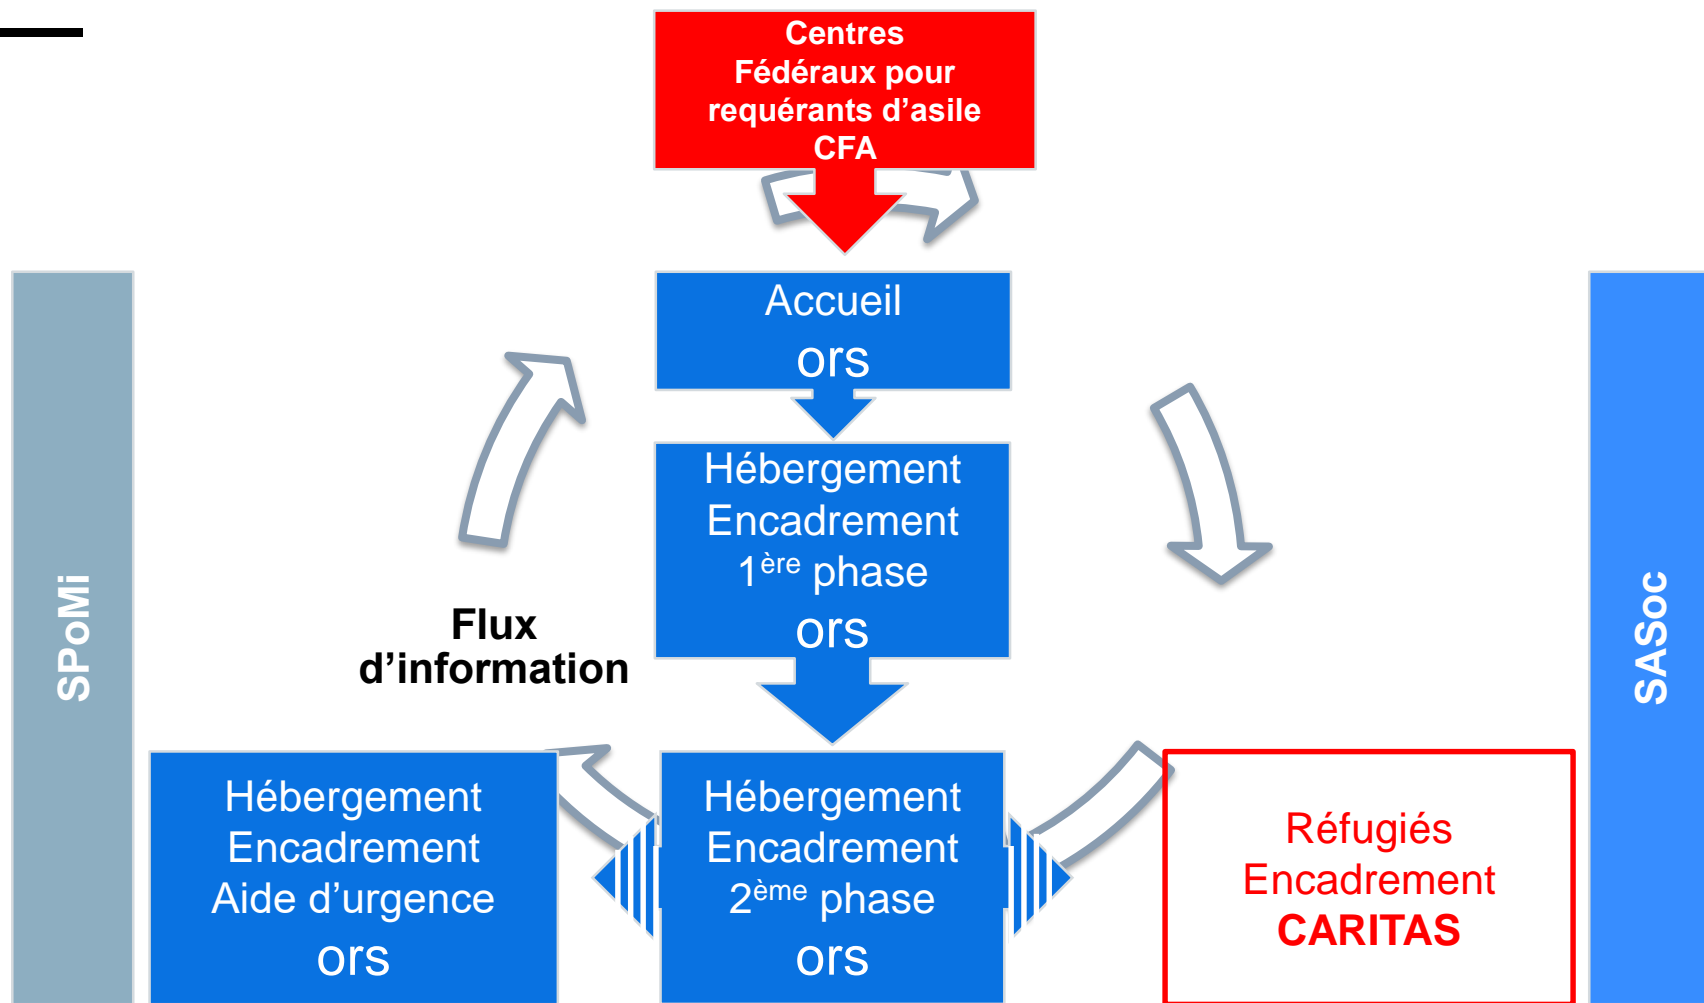 Centres
Fédéraux pour
requérants d’asile
CFA
Accueil
ors
Hébergement
Encadrement
1ère phase
ors
SPoMi
Flux
d’information
SASoc
Hébergement
Encadrement
Aide d’urgence
ors
Hébergement
Encadrement
2ème phase
ors
Réfugiés
Encadrement
CARITAS